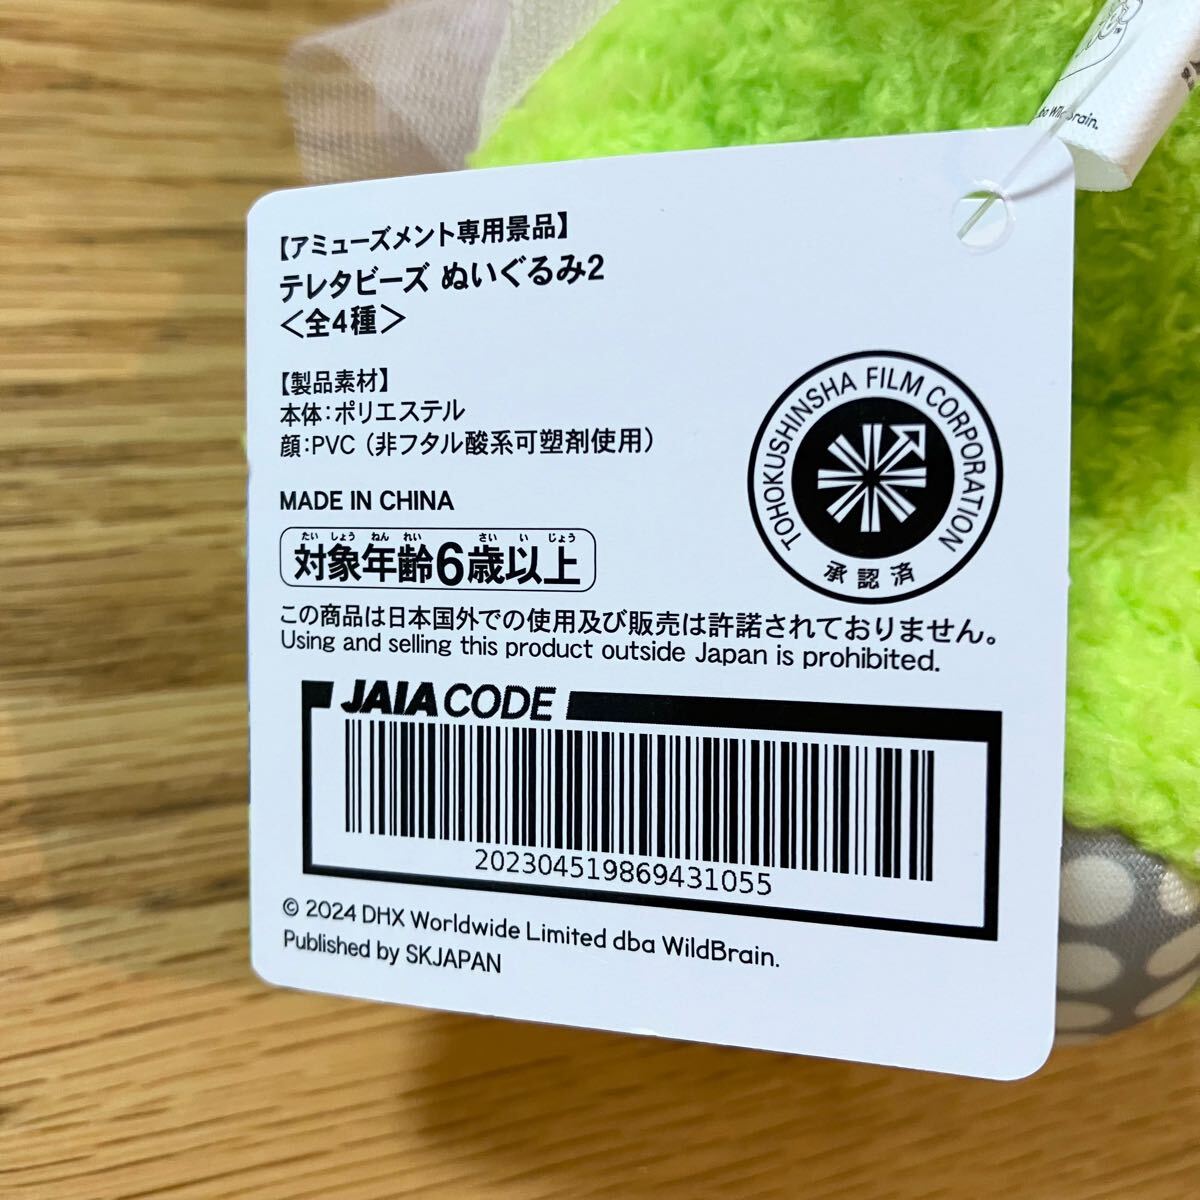 【アミューズメント専用景品】
テレタビーズ ぬいぐるみ2
＜全4種＞
【製品素材】
本体：ポリエステル
顔：PVC（非フタル酸系可塑剤使用）
MADE IN CHINA
たいしょうねんれい さいいじょう
対象年齢6歳以上
TOHOKUSHINSHA FILM CORPORATION
承認済
この商品は日本国外での使用及び販売は許諾されておりません。
Using and selling this product outside Japan is prohibited.
JAIA CODE
202304519869431055
© 2024 DHX Worldwide Limited dba WildBrain.
Published by SKJAPAN